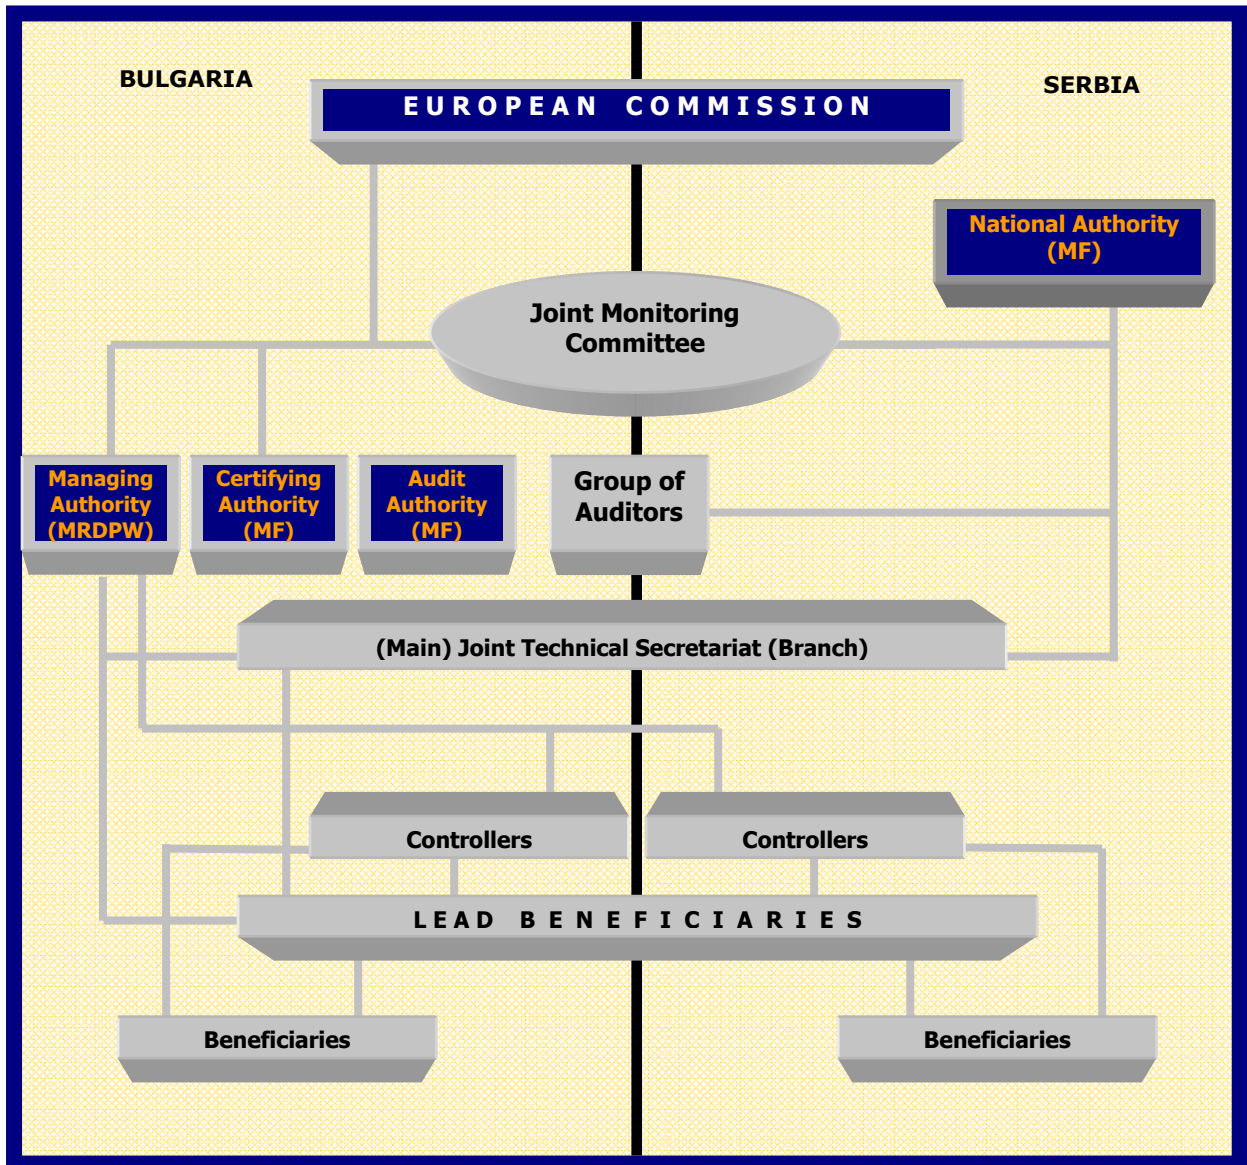 BULGARIA
SERBIA
EUROPEAN COMMISSION
National Authority
(MF)
Joint Monitoring
Committee
Managing
Authority
(MRDPW)
Certifying
Authority
(MF)
Audit
Authority
(MF)
Group of
Auditors
(Main) Joint Technical Secretariat (Branch)
Controllers
Controllers
LEAD BENEFICIARIES
Beneficiaries
Beneficiaries